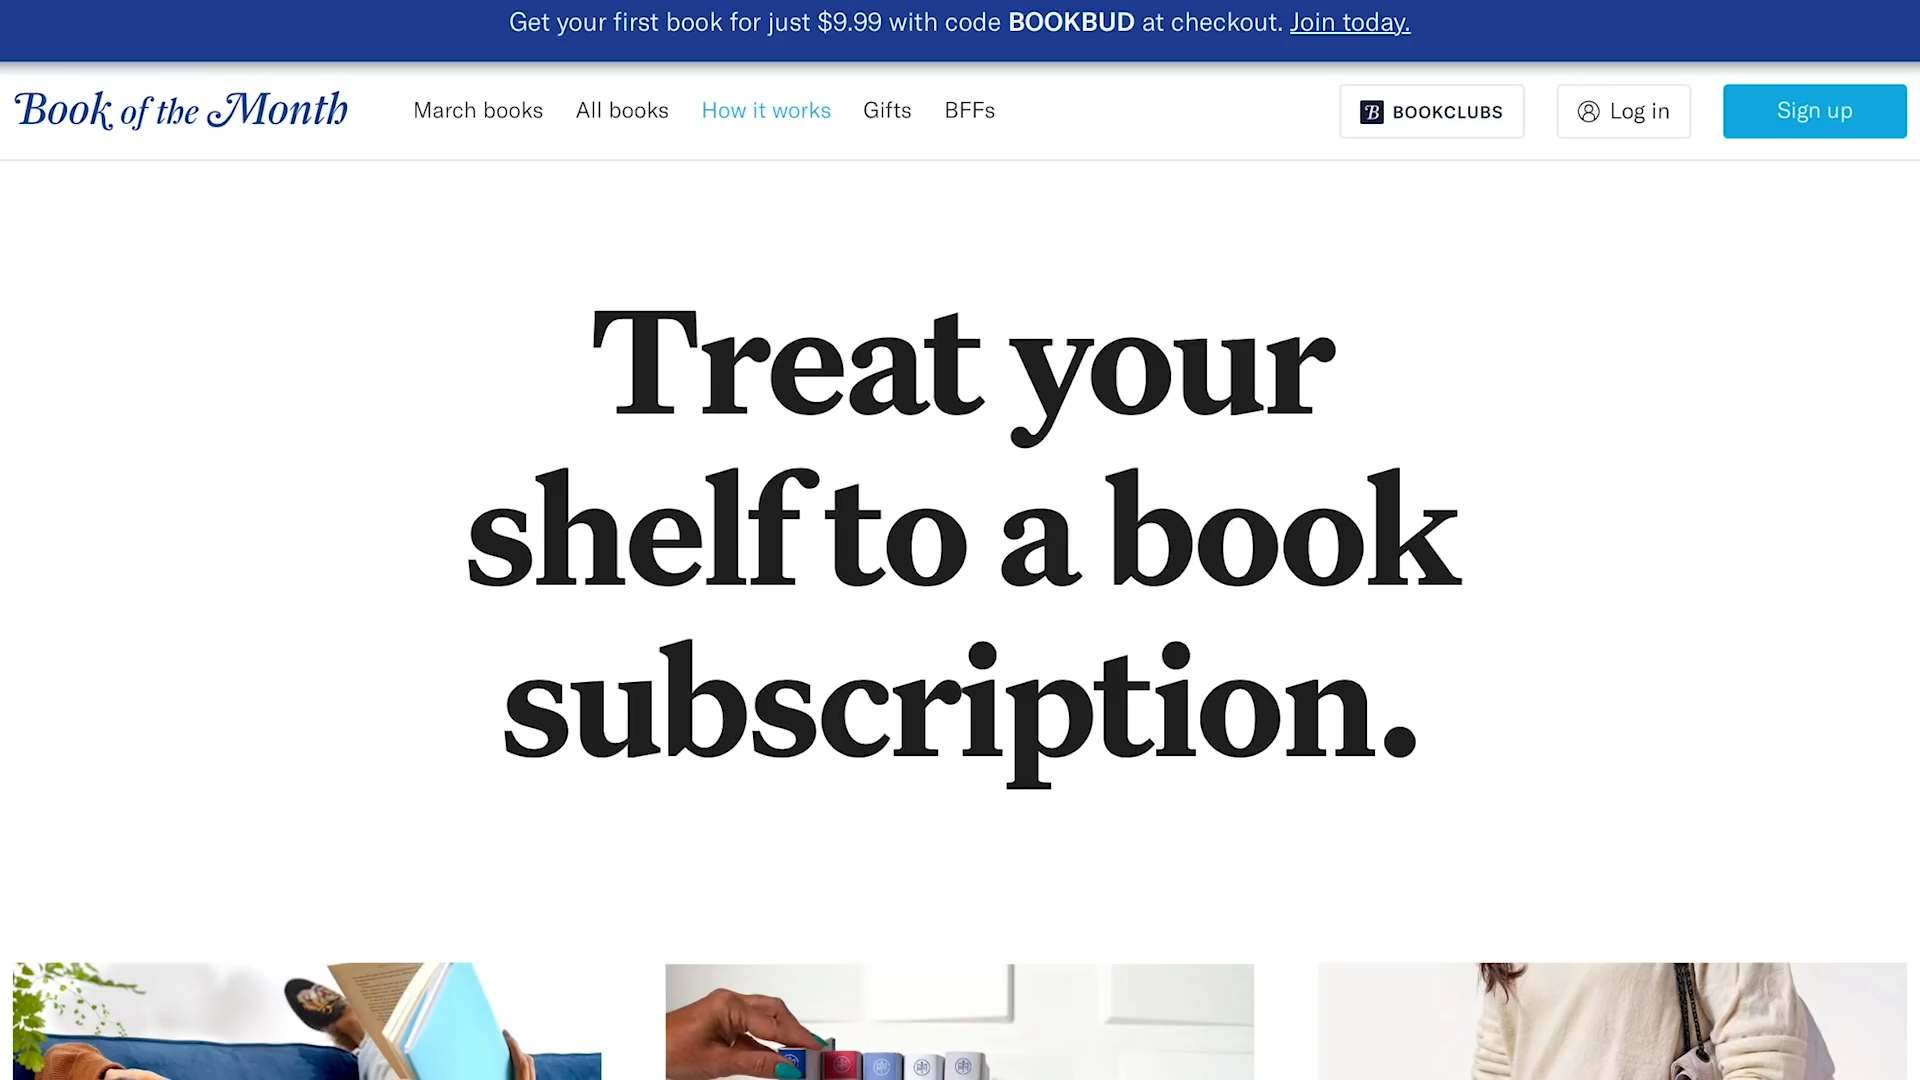 Get your first book for just $9.99 with code BOOKBUD at checkout. Join today.
Book of the Month
March books
All books
How it works
Gifts
BFFs
B BOOKCLUBS
Log in
Sign up
Treat your
shelf to a book
subscription.